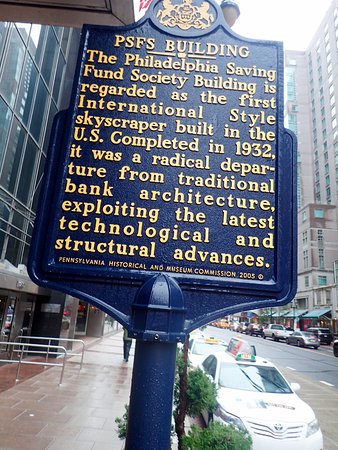 PSFS BUILDING
The Philadelphia Saving
Fund Society Building is
regarded as the first
International Style
skyscraper built in the
U.S. Completed in 1932,
it was a radical depar-
ture from traditional
bank architecture,
exploiting the latest
technological and
structural advances.
PENNSYLVANIA HISTORICAL AND MUSEUM COMMISSION 2005 ©